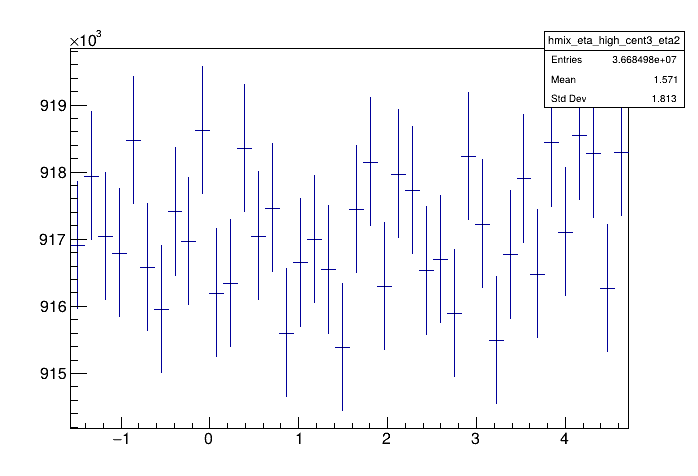 ×10³
hmix_eta_high_cent3_eta2
Entries 3.668498e+07
Mean 1.571
Std Dev 1.813
919
918
917
916
915
−1 0 1 2 3 4